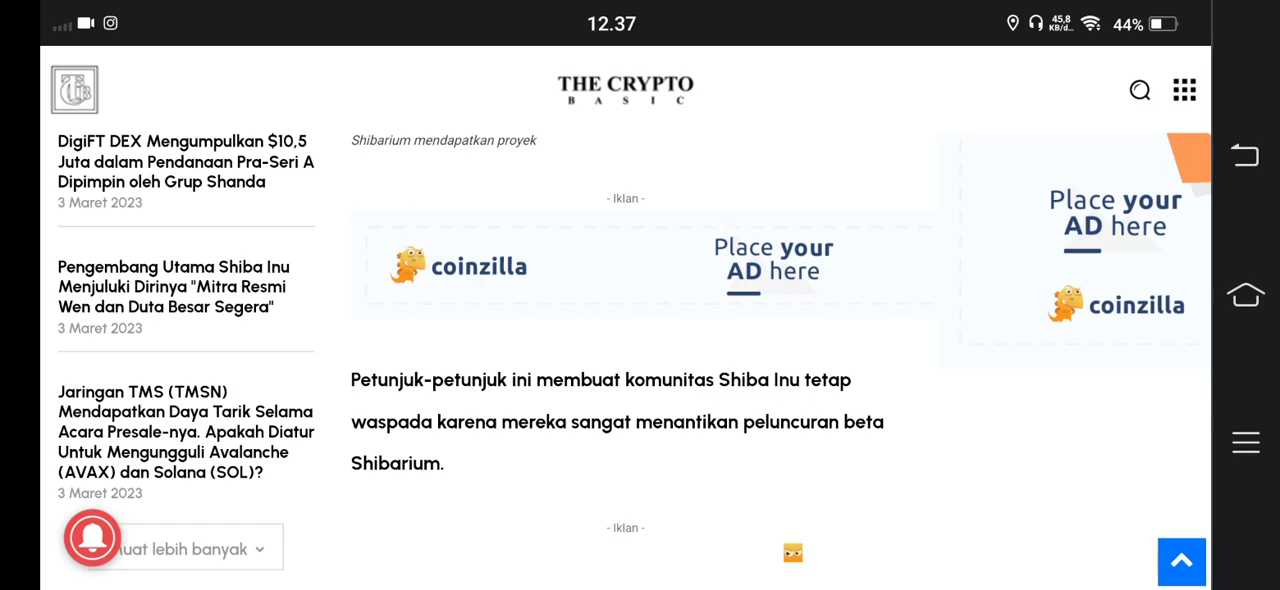 12.37
45,8
KB/d...
44%
THE CRYPTO
BASIC
DigiFT DEX Mengumpulkan $10,5
Juta dalam Pendanaan Pra-Seri A
Dipimpin oleh Grup Shanda
3 Maret 2023
Pengembang Utama Shiba Inu
Menjuluki Dirinya "Mitra Resmi
Wen dan Duta Besar Segera"
3 Maret 2023
Jaringan TMS (TMSN)
Mendapatkan Daya Tarik Selama
Acara Presale-nya. Apakah Diatur
Untuk Mengungguli Avalanche
(AVAX) dan Solana (SOL)?
3 Maret 2023
uat lebih banyak
Shibarium mendapatkan proyek
- Iklan -
coinzilla
Place your
AD here
Petunjuk-petunjuk ini membuat komunitas Shiba Inu tetap
waspada karena mereka sangat menantikan peluncuran beta
Shibarium.
- Iklan -
Place your
AD here
coinzilla